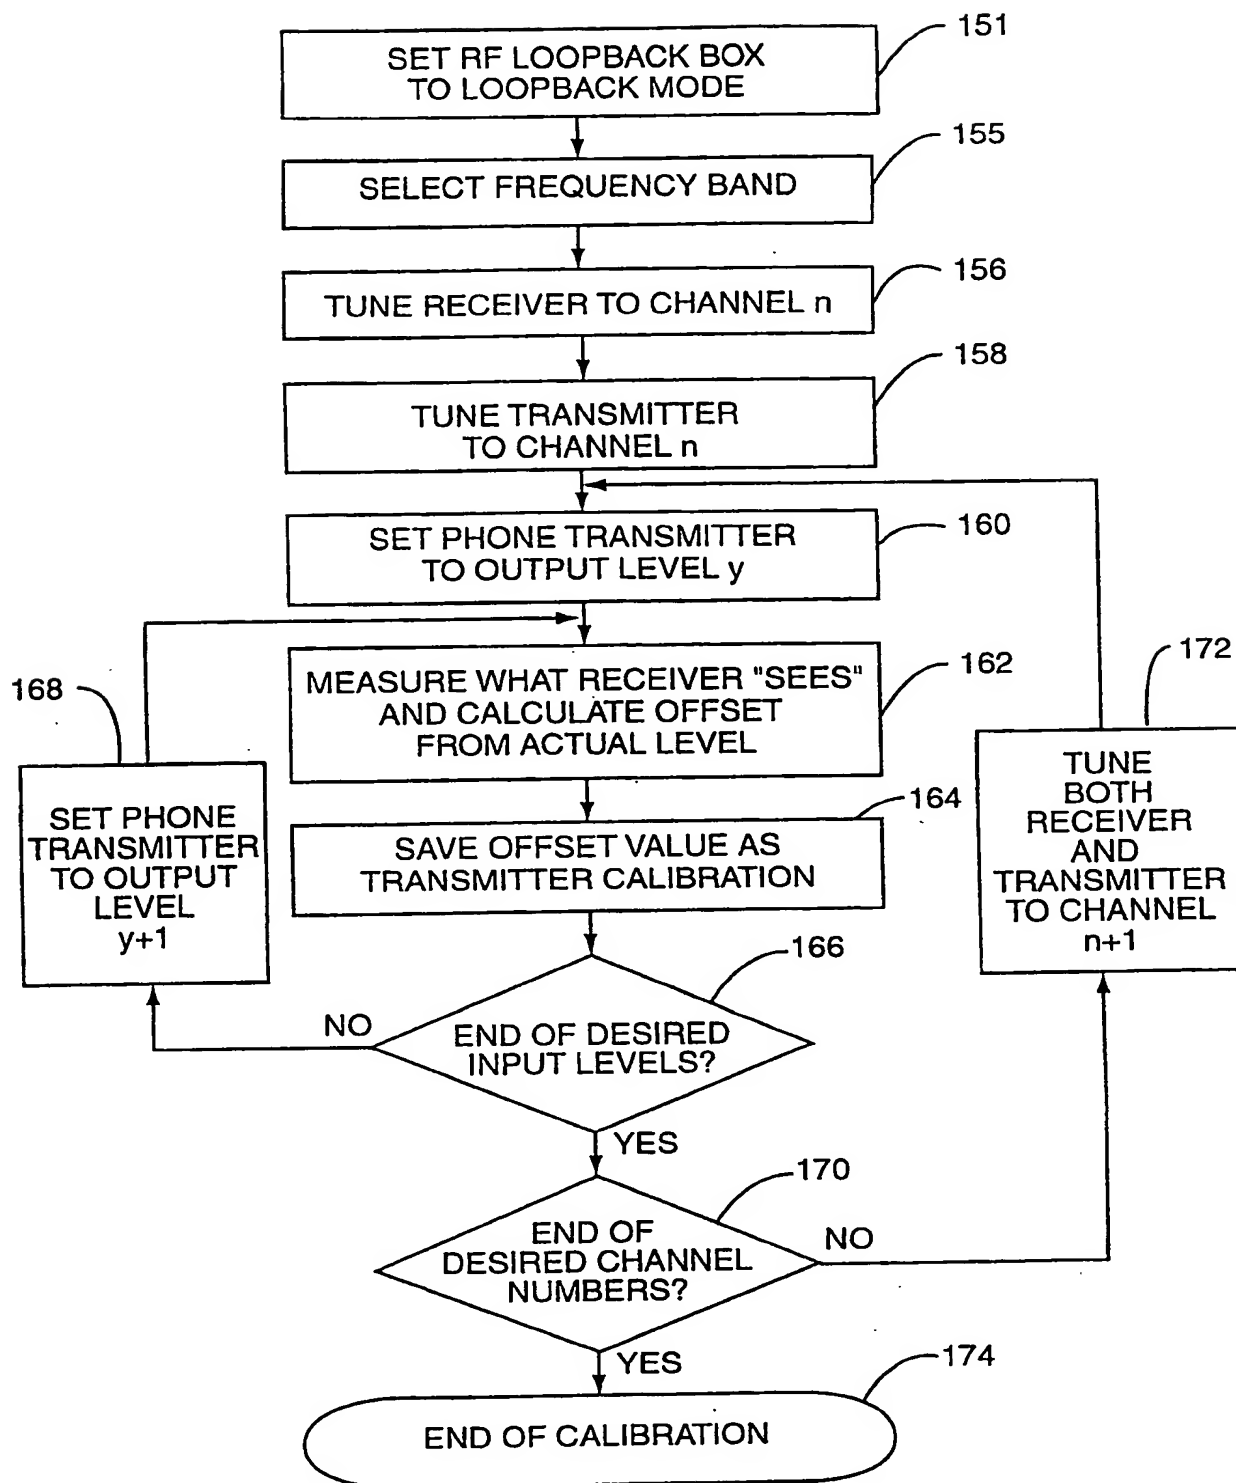 151
SET RF LOOPBACK BOX
TO LOOPBACK MODE
155
SELECT FREQUENCY BAND
156
TUNE RECEIVER TO CHANNEL n
158
TUNE TRANSMITTER
TO CHANNEL n
160
SET PHONE TRANSMITTER
TO OUTPUT LEVEL y
162
MEASURE WHAT RECEIVER "SEES"
AND CALCULATE OFFSET
FROM ACTUAL LEVEL
164
SAVE OFFSET VALUE AS
TRANSMITTER CALIBRATION
166
END OF DESIRED
INPUT LEVELS?
NO
168
SET PHONE
TRANSMITTER
TO OUTPUT
LEVEL
y+1
YES
170
END OF
DESIRED CHANNEL
NUMBERS?
NO
172
TUNE
BOTH
RECEIVER
AND
TRANSMITTER
TO CHANNEL
n+1
YES
174
END OF CALIBRATION